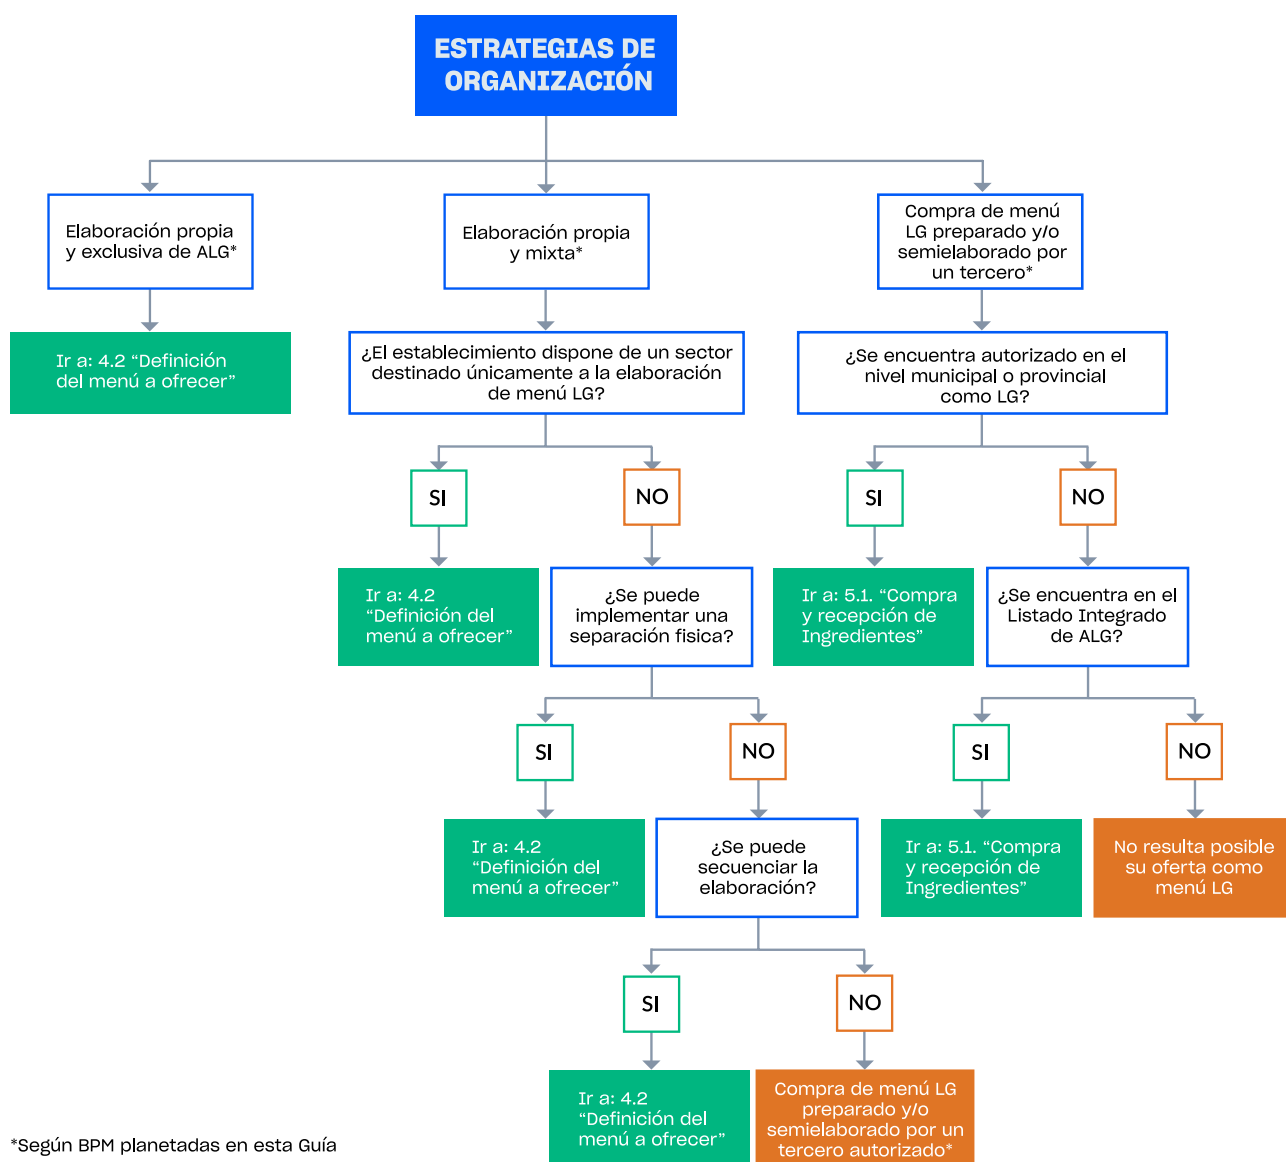 ESTRATEGIAS DE
ORGANIZACIÓN
Elaboración propia
y exclusiva de ALG*
Elaboración propia
y mixta*
Compra de menú
LG preparado y/o
semielaborado por
un tercero*
Ir a: 4.2 “Definición
del menú a ofrecer”
¿El establecimiento dispone de un sector
destinado únicamente a la elaboración
de menú LG?
¿Se encuentra autorizado en el
nivel municipal o provincial
como LG?
SI
NO
SI
NO
Ir a: 4.2
“Definición del
menú a ofrecer”
¿Se puede
implementar una
separación fisica?
Ir a: 5.1. “Compra
y recepción de
Ingredientes”
¿Se encuentra en el
Listado Integrado
de ALG?
SI
NO
SI
NO
Ir a: 4.2
“Definición del
menú a ofrecer”
¿Se puede
secuenciar la
elaboración?
Ir a: 5.1. “Compra
y recepción de
Ingredientes”
No resulta posible
su oferta como
menú LG
SI
NO
Ir a: 4.2
“Definición del
menú a ofrecer”
Compra de menú LG
preparado y/o
semielaborado por un
tercero autorizado*
*Según BPM planetadas en esta Guía